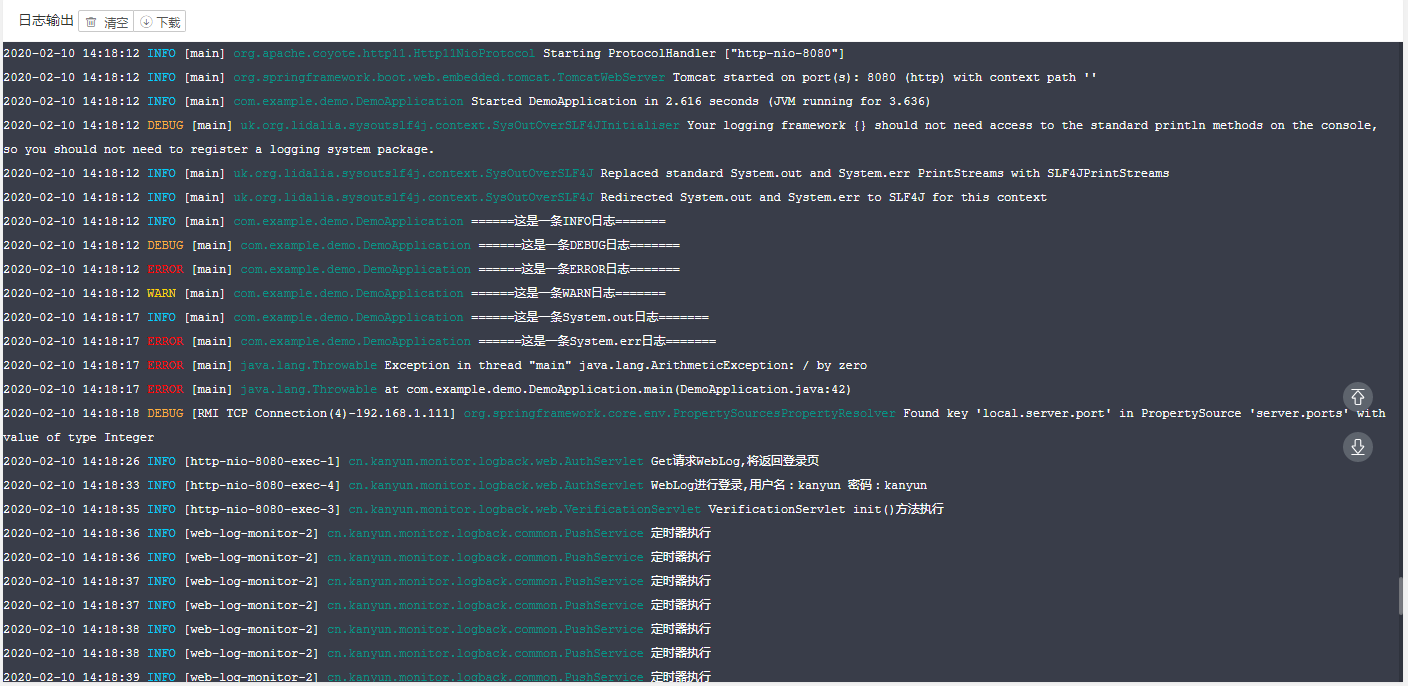 日志输出 清空 下载
2020-02-10 14:18:12 INFO [main] org.apache.coyote.http11.Http11NioProtocol Starting ProtocolHandler ["http-nio-8080"]
2020-02-10 14:18:12 INFO [main] org.springframework.boot.web.embedded.tomcat.TomcatWebServer Tomcat started on port(s): 8080 (http) with context path ''
2020-02-10 14:18:12 INFO [main] com.example.demo.DemoApplication Started DemoApplication in 2.616 seconds (JVM running for 3.636)
2020-02-10 14:18:12 DEBUG [main] uk.org.lidalia.sysoutslf4j.context.SysOutOverSLF4JInitialiser Your logging framework {} should not need access to the standard println methods on the console,
so you should not need to register a logging system package.
2020-02-10 14:18:12 INFO [main] uk.org.lidalia.sysoutslf4j.context.SysOutOverSLF4J Replaced standard System.out and System.err PrintStreams with SLF4JPrintStreams
2020-02-10 14:18:12 INFO [main] uk.org.lidalia.sysoutslf4j.context.SysOutOverSLF4J Redirected System.out and System.err to SLF4J for this context
2020-02-10 14:18:12 INFO [main] com.example.demo.DemoApplication ======这是一条INFO日志=======
2020-02-10 14:18:12 DEBUG [main] com.example.demo.DemoApplication ======这是一条DEBUG日志=======
2020-02-10 14:18:12 ERROR [main] com.example.demo.DemoApplication ======这是一条ERROR日志=======
2020-02-10 14:18:12 WARN [main] com.example.demo.DemoApplication ======这是一条WARN日志=======
2020-02-10 14:18:17 INFO [main] com.example.demo.DemoApplication ======这是一条System.out日志=======
2020-02-10 14:18:17 ERROR [main] com.example.demo.DemoApplication ======这是一条System.err日志=======
2020-02-10 14:18:17 ERROR [main] java.lang.Throwable Exception in thread "main" java.lang.ArithmeticException: / by zero
2020-02-10 14:18:17 ERROR [main] java.lang.Throwable at com.example.demo.DemoApplication.main(DemoApplication.java:42)
2020-02-10 14:18:18 DEBUG [RMI TCP Connection(4)-192.168.1.111] org.springframework.core.env.PropertySourcesPropertyResolver Found key 'local.server.port' in PropertySource 'server.ports' with
value of type Integer
2020-02-10 14:18:26 INFO [http-nio-8080-exec-1] cn.kanyun.monitor.logback.web.AuthServlet Get请求WebLog,将返回登录页
2020-02-10 14:18:33 INFO [http-nio-8080-exec-4] cn.kanyun.monitor.logback.web.AuthServlet WebLog进行登录,用户名：kanyun 密码：kanyun
2020-02-10 14:18:35 INFO [http-nio-8080-exec-3] cn.kanyun.monitor.logback.web.VerificationServlet VerificationServlet init()方法执行
2020-02-10 14:18:36 INFO [web-log-monitor-2] cn.kanyun.monitor.logback.common.PushService 定时器执行
2020-02-10 14:18:36 INFO [web-log-monitor-2] cn.kanyun.monitor.logback.common.PushService 定时器执行
2020-02-10 14:18:37 INFO [web-log-monitor-2] cn.kanyun.monitor.logback.common.PushService 定时器执行
2020-02-10 14:18:37 INFO [web-log-monitor-2] cn.kanyun.monitor.logback.common.PushService 定时器执行
2020-02-10 14:18:38 INFO [web-log-monitor-2] cn.kanyun.monitor.logback.common.PushService 定时器执行
2020-02-10 14:18:38 INFO [web-log-monitor-2] cn.kanyun.monitor.logback.common.PushService 定时器执行
2020-02-10 14:18:39 INFO [web-log-monitor-2] cn.kanyun.monitor.logback.common.PushService 定时器执行